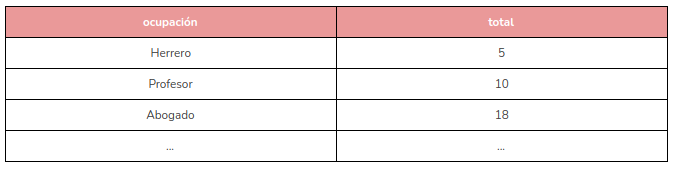 ocupación total
Herrero 5
Profesor 10
Abogado 18
... ...